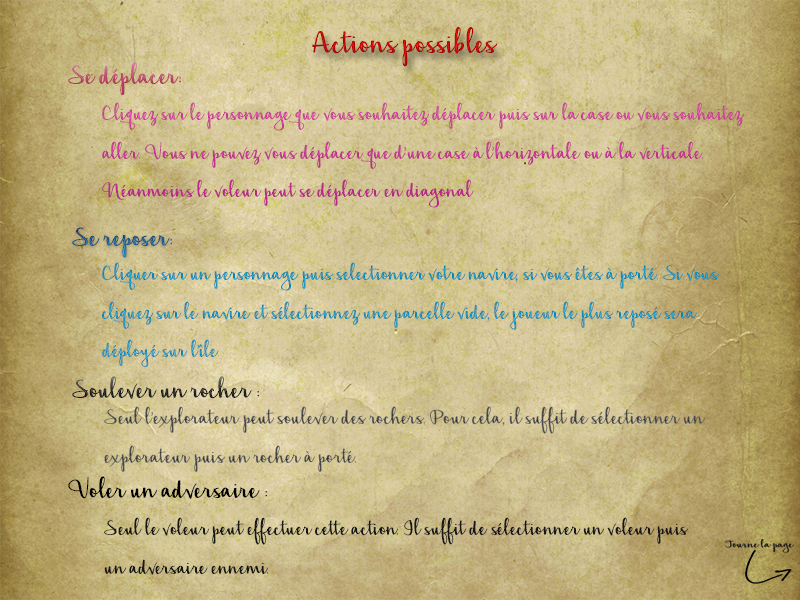 Actions possibles
Se déplacer:
Cliquez sur le personnage que vous souhaitez déplacer puis sur la case ou vous souhaitez
aller. Vous ne pouvez vous déplacer que d'une case à l'horizontale ou à la verticale.
Néanmoins le voleur peut se déplacer en diagonal
Se reposer:
Cliquer sur un personnage puis selectionner votre navire, si vous êtes à porté. Si vous
cliquez sur le navire et sélectionnez une parcelle vide, le joueur le plus reposé sera
déployé sur l'île
Soulever un rocher :
Seul l'explorateur peut soulever des rochers. Pour cela, il suffit de sélectionner un
explorateur puis un rocher à porté.
Voler un adversaire :
Seul le voleur peut effectuer cette action. Il suffit de sélectionner un voleur puis
un adversaire ennemi.
Tourne la page